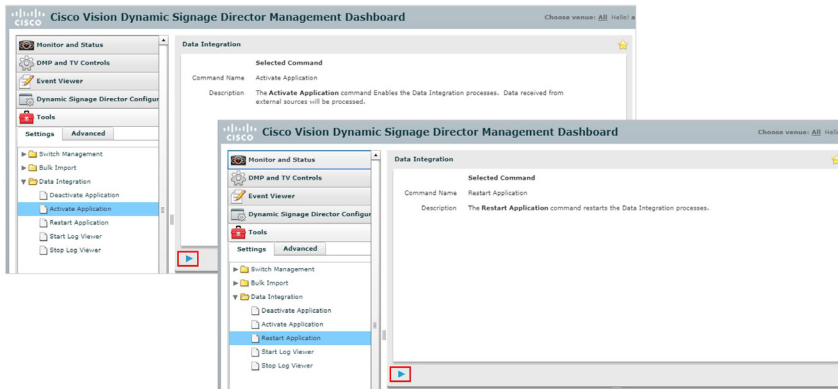 cisco Cisco Vision Dynamic Signage Director Management Dashboard
Choose venue: All Hello! a
Monitor and Status
DMP and TV Controls
Event Viewer
Dynamic Signage Director Configur
Tools
Settings Advanced
Switch Management
Bulk Import
Data Integration
Deactivate Application
Activate Application
Restart Application
Start Log Viewer
Stop Log Viewer
Data Integration
Selected Command
Command Name Activate Application
Description The Activate Application command Enables the Data Integration processes. Data received from
external sources will be processed.
cisco Cisco Vision Dynamic Signage Director Management Dashboard
Choose venue: All Hell
Monitor and Status
DMP and TV Controls
Event Viewer
Dynamic Signage Director Configur
Tools
Settings Advanced
Switch Management
Bulk Import
Data Integration
Deactivate Application
Activate Application
Restart Application
Start Log Viewer
Stop Log Viewer
Data Integration
Selected Command
Command Name Restart Application
Description The Restart Application command restarts the Data Integration processes.